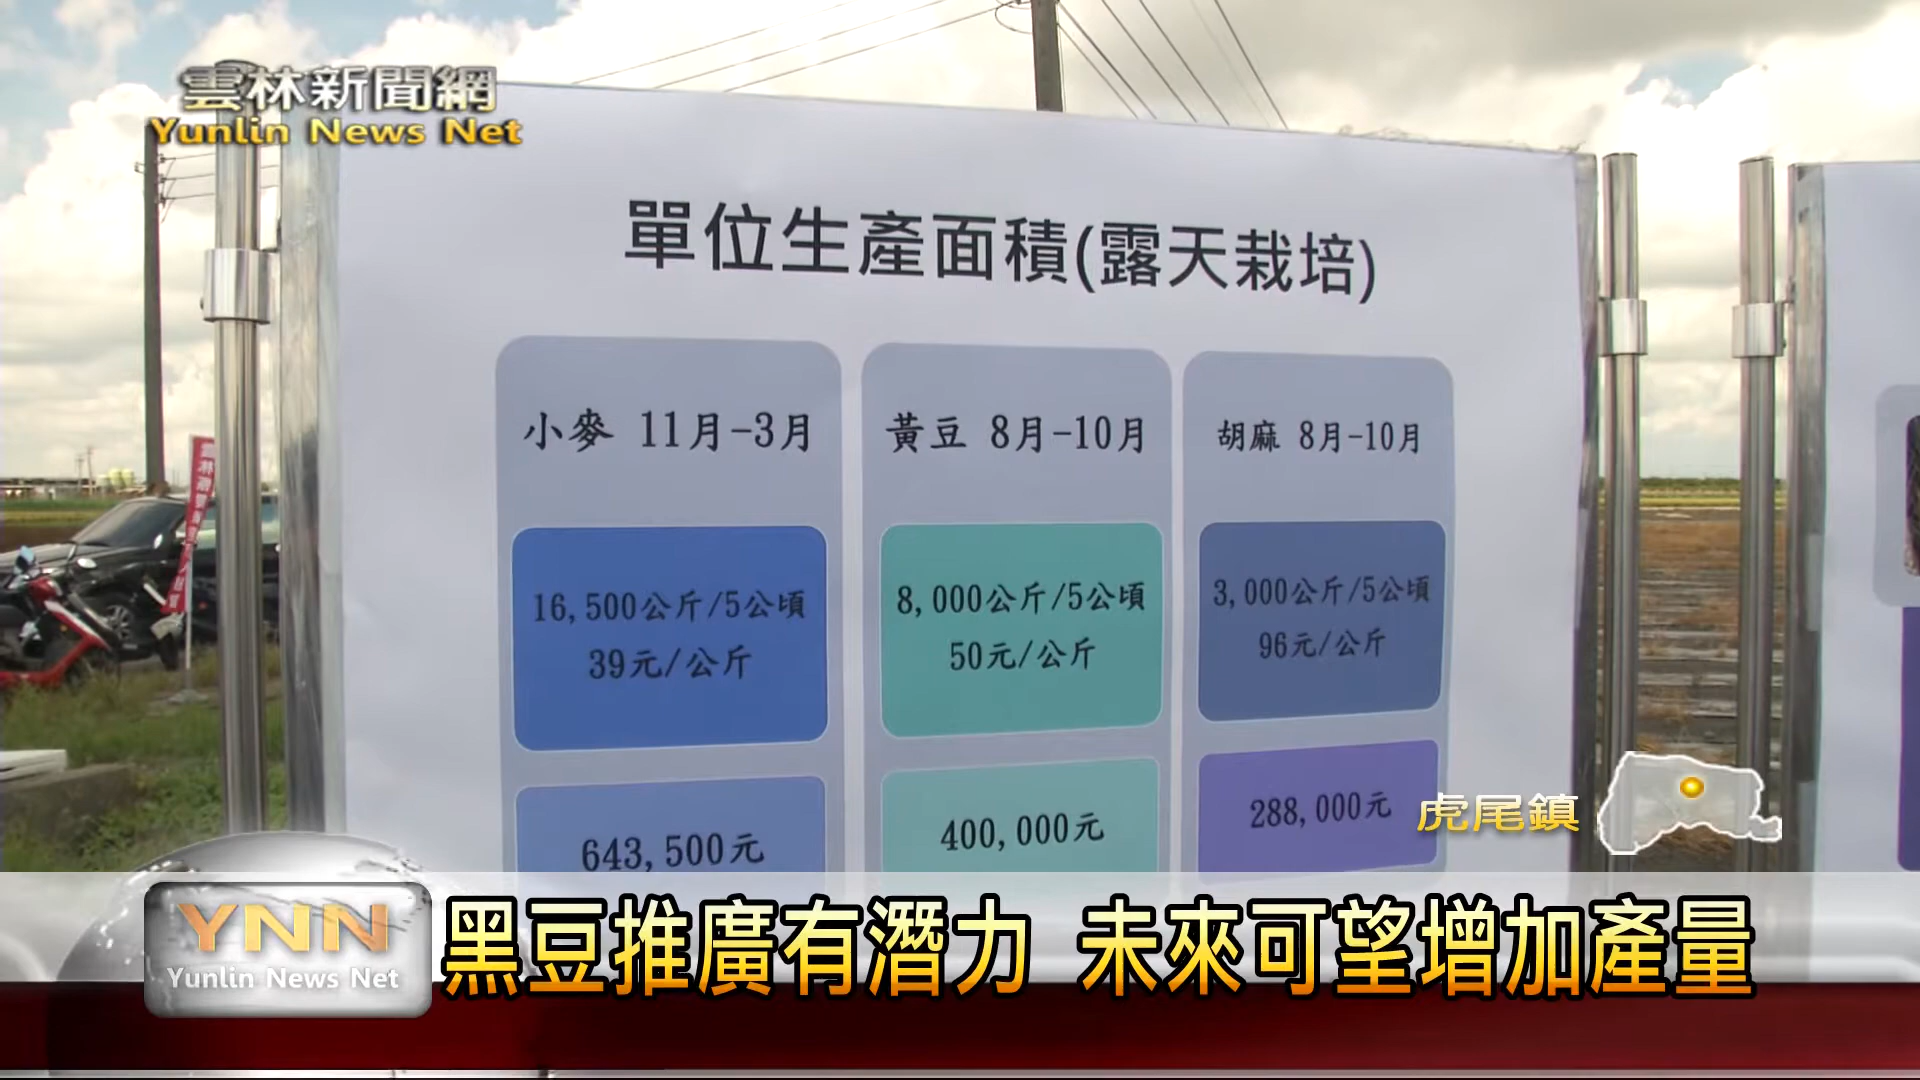 雲林新聞網
Yunlin News Net
單位生產面積(露天栽培)
小麥 11月-3月
黃豆 8月-10月
胡麻 8月-10月
16,500公斤/5公頃
39元/公斤
8,000公斤/5公頃
50元/公斤
3,000公斤/5公頃
96元/公斤
643,500元
400,000元
288,000元
虎尾鎮
YNN
Yunlin News Net
黑豆推廣有潛力 未來可望增加產量